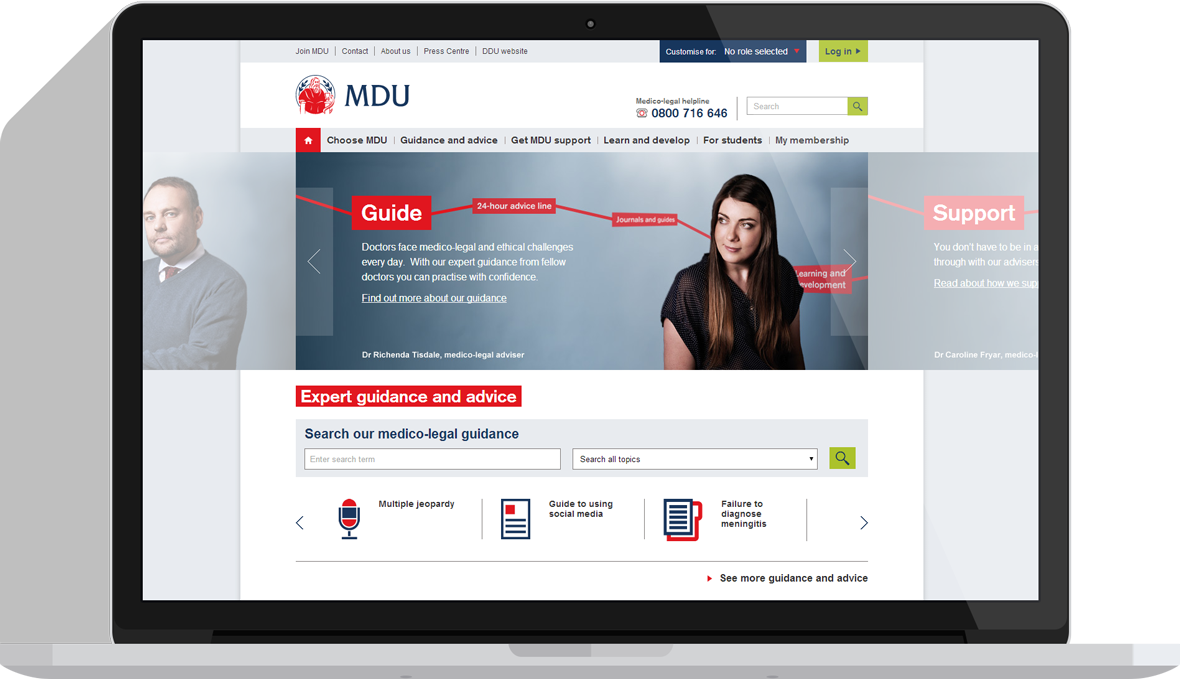 Join MDU | Contact | About us | Press Centre | DDU website
Customise for: No role selected
Log in
MDU
Medico-legal helpline
0800 716 646
Search
Choose MDU | Guidance and advice | Get MDU support | Learn and develop | For students | My membership
Guide
24-hour advice line
Journals and guides
Learning and
Doctors face medico-legal and ethical challenges
every day. With our expert guidance from fellow
doctors you can practise with confidence.
Find out more about our guidance
Dr Richenda Tisdale, medico-legal adviser
Support
You don't have to be in a
through with our advisers
Read about how we sup
Dr Caroline Fryar, medico-l
Expert guidance and advice
Search our medico-legal guidance
Enter search term
Search all topics
Multiple jeopardy
Guide to using
social media
Failure to
diagnose
meningitis
See more guidance and advice